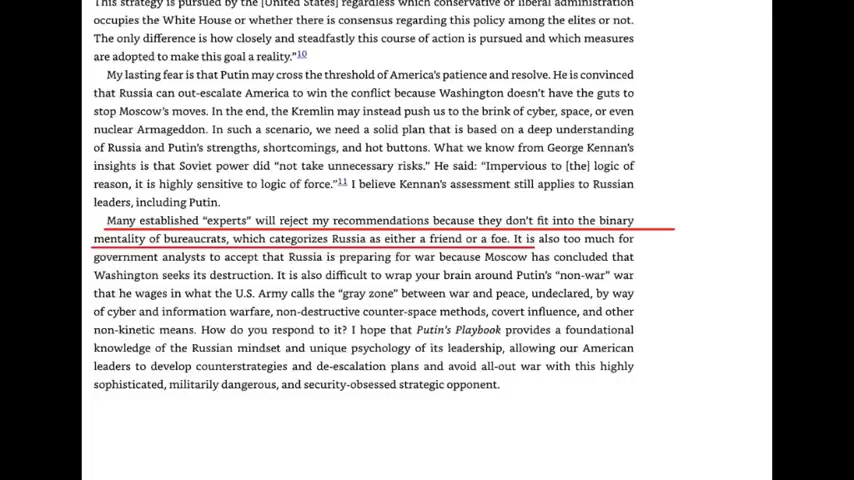 This strategy is pursued by the [United States] regardless which conservative or liberal administration
occupies the White House or whether there is consensus regarding this policy among the elites or not.
The only difference is how closely and steadfastly this course of action is pursued and which measures
are adopted to make this goal a reality.”10
My lasting fear is that Putin may cross the threshold of America’s patience and resolve. He is convinced
that Russia can out-escalate America to win the conflict because Washington doesn’t have the guts to
stop Moscow’s moves. In the end, the Kremlin may instead push us to the brink of cyber, space, or even
nuclear Armageddon. In such a scenario, we need a solid plan that is based on a deep understanding
of Russia and Putin’s strengths, shortcomings, and hot buttons. What we know from George Kennan’s
insights is that Soviet power did “not take unnecessary risks.” He said: “Impervious to [the] logic of
reason, it is highly sensitive to logic of force.”11 I believe Kennan’s assessment still applies to Russian
leaders, including Putin.
Many established “experts” will reject my recommendations because they don’t fit into the binary
mentality of bureaucrats, which categorizes Russia as either a friend or a foe. It is also too much for
government analysts to accept that Russia is preparing for war because Moscow has concluded that
Washington seeks its destruction. It is also difficult to wrap your brain around Putin’s “non-war” war
that he wages in what the U.S. Army calls the “gray zone” between war and peace, undeclared, by way
of cyber and information warfare, non-destructive counter-space methods, covert influence, and other
non-kinetic means. How do you respond to it? I hope that Putin’s Playbook provides a foundational
knowledge of the Russian mindset and unique psychology of its leadership, allowing our American
leaders to develop counterstrategies and de-escalation plans and avoid all-out war with this highly
sophisticated, militarily dangerous, and security-obsessed strategic opponent.